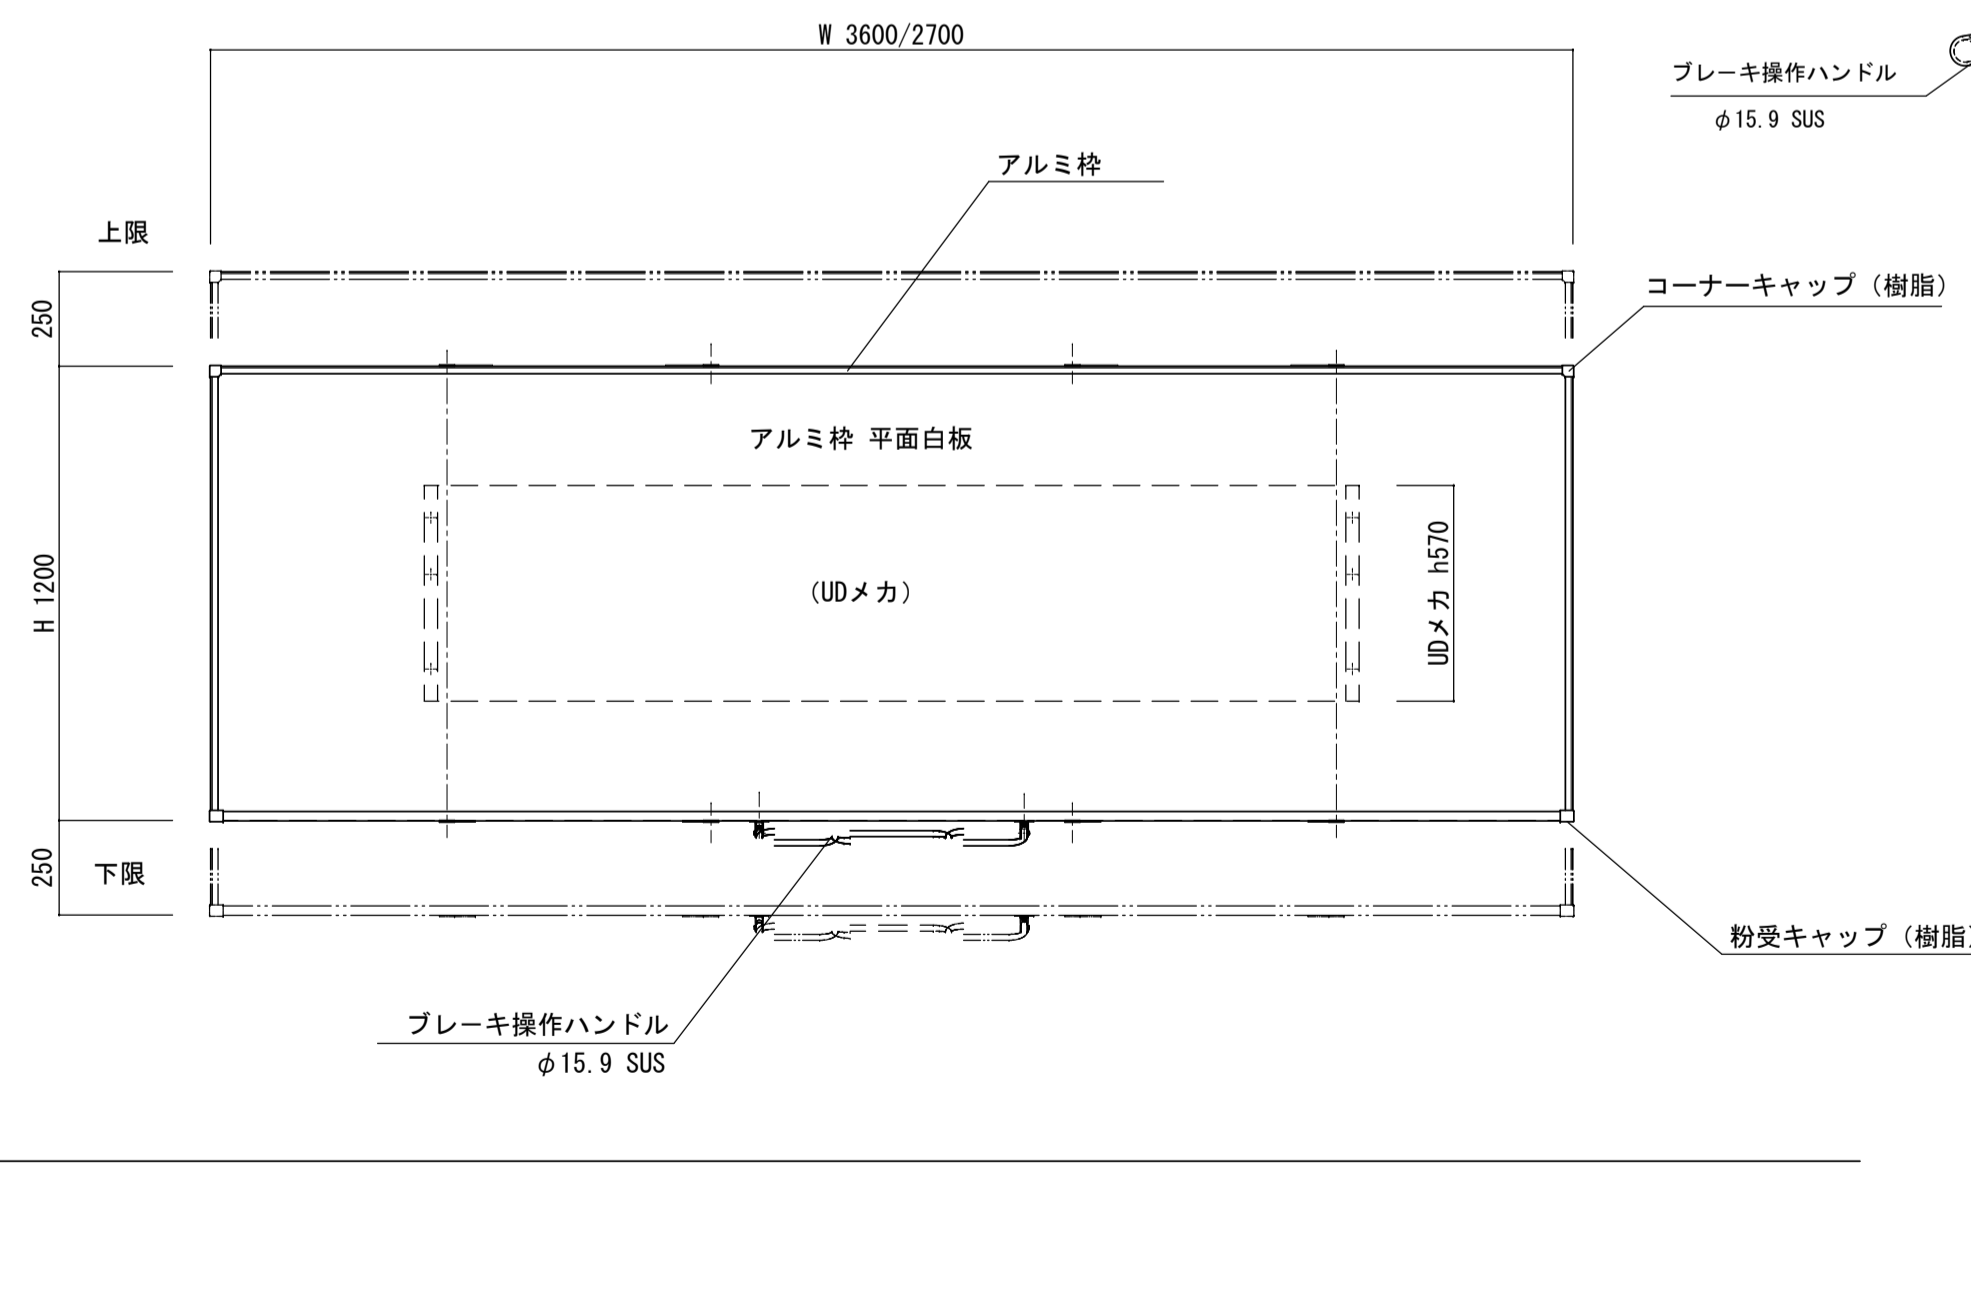 W 3600/2700
ブレーキ操作ハンドル
φ15.9 SUS
アルミ枠
上限
コーナーキャップ（樹脂）
250
アルミ枠 平面白板
H 1200
（UDメカ）
UDメカ h570
250
下限
粉受キャップ（樹脂）
ブレーキ操作ハンドル
φ15.9 SUS